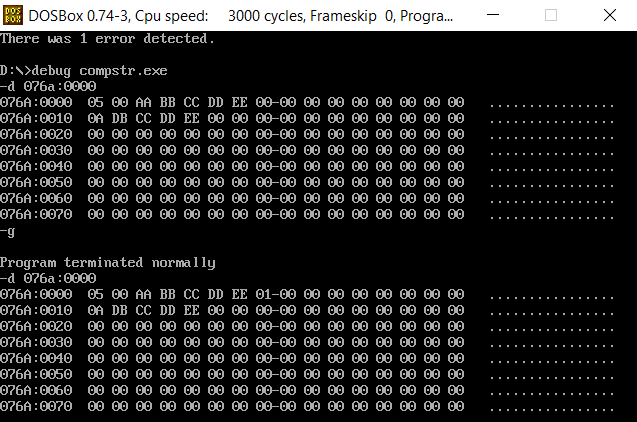 DOS BOX DOSBox 0.74-3, Cpu speed: 3000 cycles, Frameskip 0, Progra...
There was 1 error detected.
D:\>debug compstr.exe
-d 076a:0000
076A:0000 05 00 AA BB CC DD EE 00-00 00 00 00 00 00 00 00 ................
076A:0010 0A DB CC DD EE 00 00 00-00 00 00 00 00 00 00 00 ................
076A:0020 00 00 00 00 00 00 00 00-00 00 00 00 00 00 00 00 ................
076A:0030 00 00 00 00 00 00 00 00-00 00 00 00 00 00 00 00 ................
076A:0040 00 00 00 00 00 00 00 00-00 00 00 00 00 00 00 00 ................
076A:0050 00 00 00 00 00 00 00 00-00 00 00 00 00 00 00 00 ................
076A:0060 00 00 00 00 00 00 00 00-00 00 00 00 00 00 00 00 ................
076A:0070 00 00 00 00 00 00 00 00-00 00 00 00 00 00 00 00 ................
-g
Program terminated normally
-d 076a:0000
076A:0000 05 00 AA BB CC DD EE 01-00 00 00 00 00 00 00 00 ................
076A:0010 0A DB CC DD EE 00 00 00-00 00 00 00 00 00 00 00 ................
076A:0020 00 00 00 00 00 00 00 00-00 00 00 00 00 00 00 00 ................
076A:0030 00 00 00 00 00 00 00 00-00 00 00 00 00 00 00 00 ................
076A:0040 00 00 00 00 00 00 00 00-00 00 00 00 00 00 00 00 ................
076A:0050 00 00 00 00 00 00 00 00-00 00 00 00 00 00 00 00 ................
076A:0060 00 00 00 00 00 00 00 00-00 00 00 00 00 00 00 00 ................
076A:0070 00 00 00 00 00 00 00 00-00 00 00 00 00 00 00 00 ................